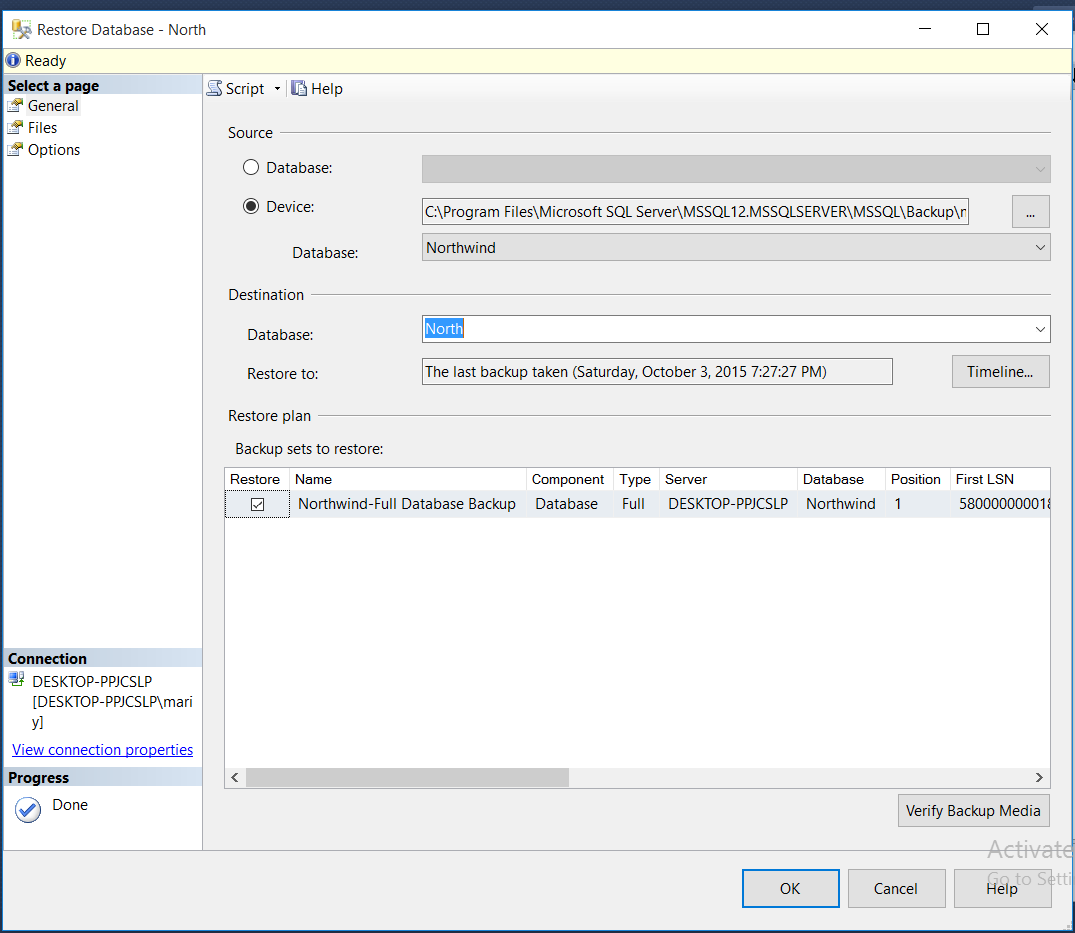 Restore Database - North
Ready
Select a page
General
Files
Options
Script
Help
Source
Database:
Device:
C:\Program Files\Microsoft SQL Server\MSSQL12.MSSQLSERVER\MSSQL\Backup\
...
Database:
Northwind
Destination
Database:
North
Restore to:
The last backup taken (Saturday, October 3, 2015 7:27:27 PM)
Timeline...
Restore plan
Backup sets to restore:
Restore Name Component Type Server Database Position First LSN
Northwind-Full Database Backup Database Full DESKTOP-PPJCSLP Northwind 1 580000000018
Connection
DESKTOP-PPJCSLP
[DESKTOP-PPJCSLP\mari
y]
View connection properties
Progress
Done
Verify Backup Media
Activate
Go to Setti
OK
Cancel
Help